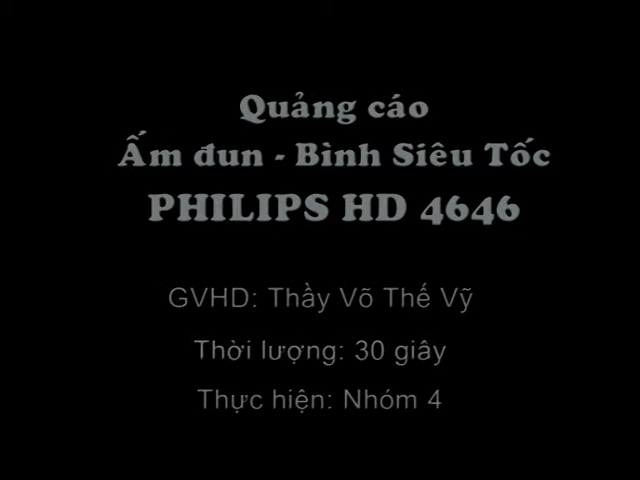 Quảng cáo
Ấm đun - Bình Siêu Tốc
PHILIPS HD 4646
GVHD: Thầy Võ Thế Vỹ
Thời lượng: 30 giây
Thực hiện: Nhóm 4